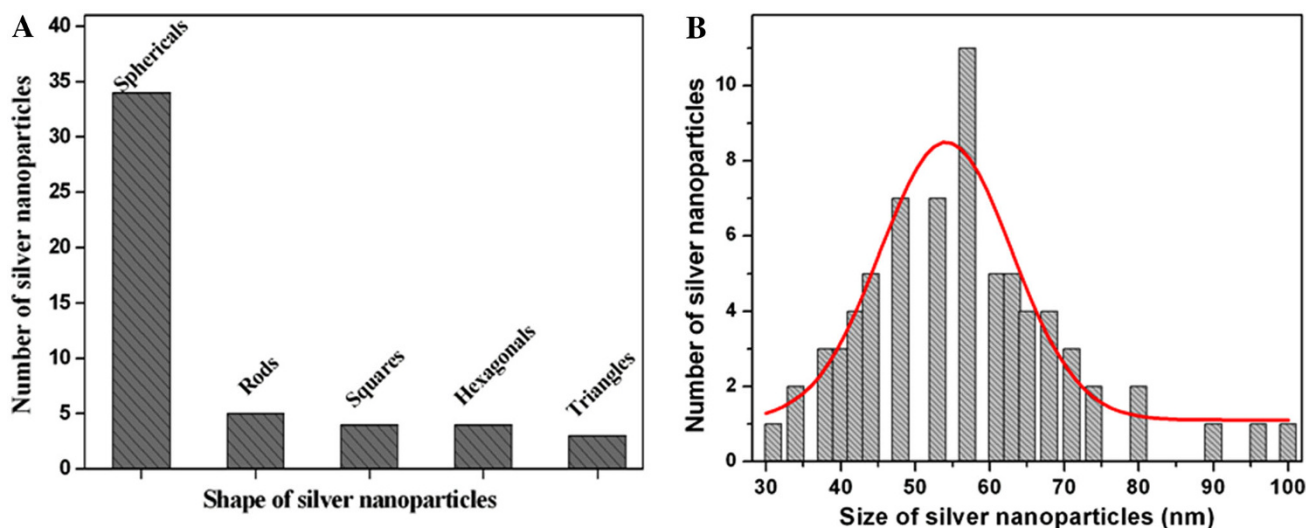 A
Number of silver nanoparticles
40
35
30
25
20
15
10
5
0
Sphericals
Rods
Squares
Hexagonals
Triangles
Shape of silver nanoparticles
B
Number of silver nanoparticles
10
8
6
4
2
0
30 40 50 60 70 80 90 100
Size of silver nanoparticles (nm)